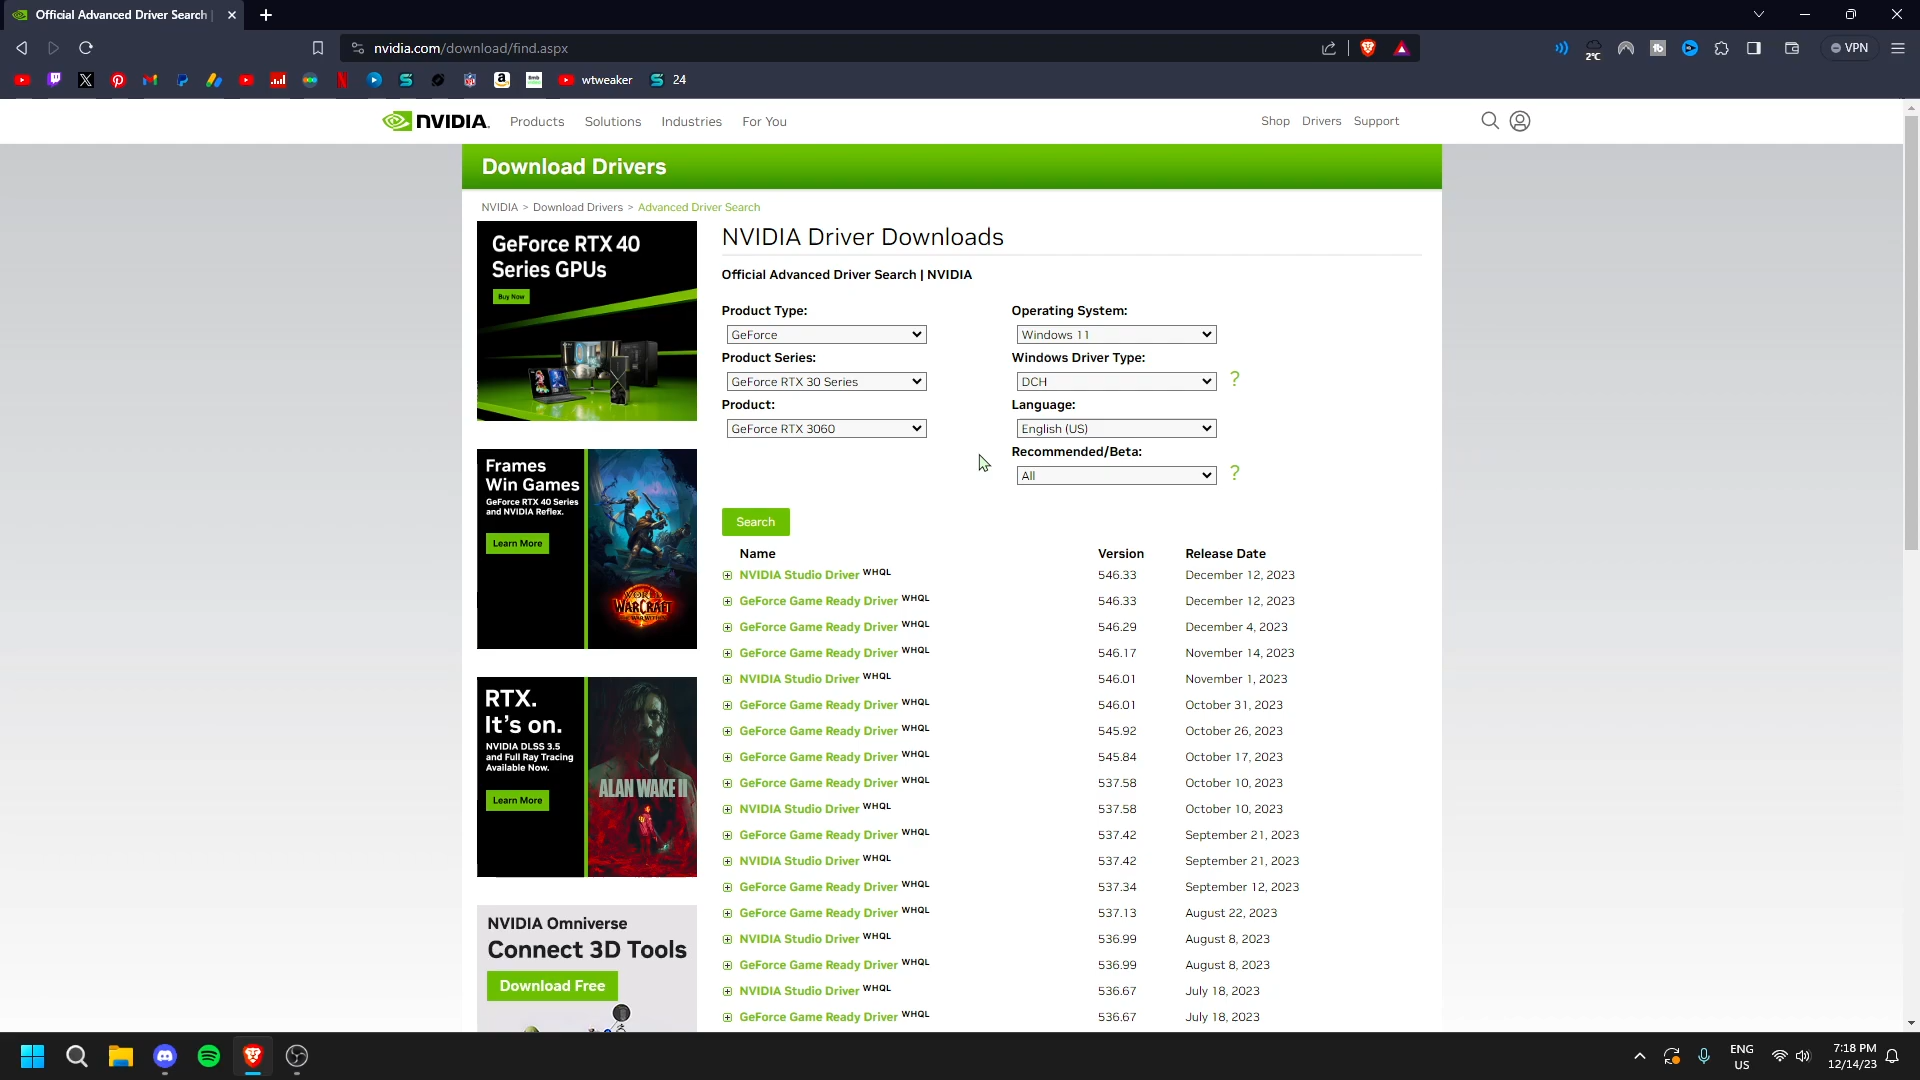 Official Advanced Driver Search |
nvidia.com/download/find.aspx
2°C
VPN
wtweaker
24
NVIDIA.
Products
Solutions
Industries
For You
Shop
Drivers
Support
Download Drivers
NVIDIA > Download Drivers > Advanced Driver Search
GeForce RTX 40
Series GPUs
Buy Now
Frames
Win Games
GeForce RTX 40 Series
and NVIDIA Reflex.
Learn More
WORLD
WARCRAFT
RTX.
It's on.
NVIDIA DLSS 3.5
and Full Ray Tracing
Available Now.
Learn More
ALAN WAKE II
NVIDIA Omniverse
Connect 3D Tools
Download Free
NVIDIA Driver Downloads
Official Advanced Driver Search | NVIDIA
Product Type:
GeForce
Product Series:
GeForce RTX 30 Series
Product:
GeForce RTX 3060
Operating System:
Windows 11
Windows Driver Type:
DCH
?
Language:
English (US)
Recommended/Beta:
All
?
Search
Name Version Release Date
NVIDIA Studio Driver WHQL 546.33 December 12, 2023
GeForce Game Ready Driver WHQL 546.33 December 12, 2023
GeForce Game Ready Driver WHQL 546.29 December 4, 2023
GeForce Game Ready Driver WHQL 546.17 November 14, 2023
NVIDIA Studio Driver WHQL 546.01 November 1, 2023
GeForce Game Ready Driver WHQL 546.01 October 31, 2023
GeForce Game Ready Driver WHQL 545.92 October 26, 2023
GeForce Game Ready Driver WHQL 545.84 October 17, 2023
GeForce Game Ready Driver WHQL 537.58 October 10, 2023
NVIDIA Studio Driver WHQL 537.58 October 10, 2023
GeForce Game Ready Driver WHQL 537.42 September 21, 2023
NVIDIA Studio Driver WHQL 537.42 September 21, 2023
GeForce Game Ready Driver WHQL 537.34 September 12, 2023
GeForce Game Ready Driver WHQL 537.13 August 22, 2023
NVIDIA Studio Driver WHQL 536.99 August 8, 2023
GeForce Game Ready Driver WHQL 536.99 August 8, 2023
NVIDIA Studio Driver WHQL 536.67 July 18, 2023
GeForce Game Ready Driver WHQL 536.67 July 18, 2023
ENG
US
7:18 PM
12/14/23